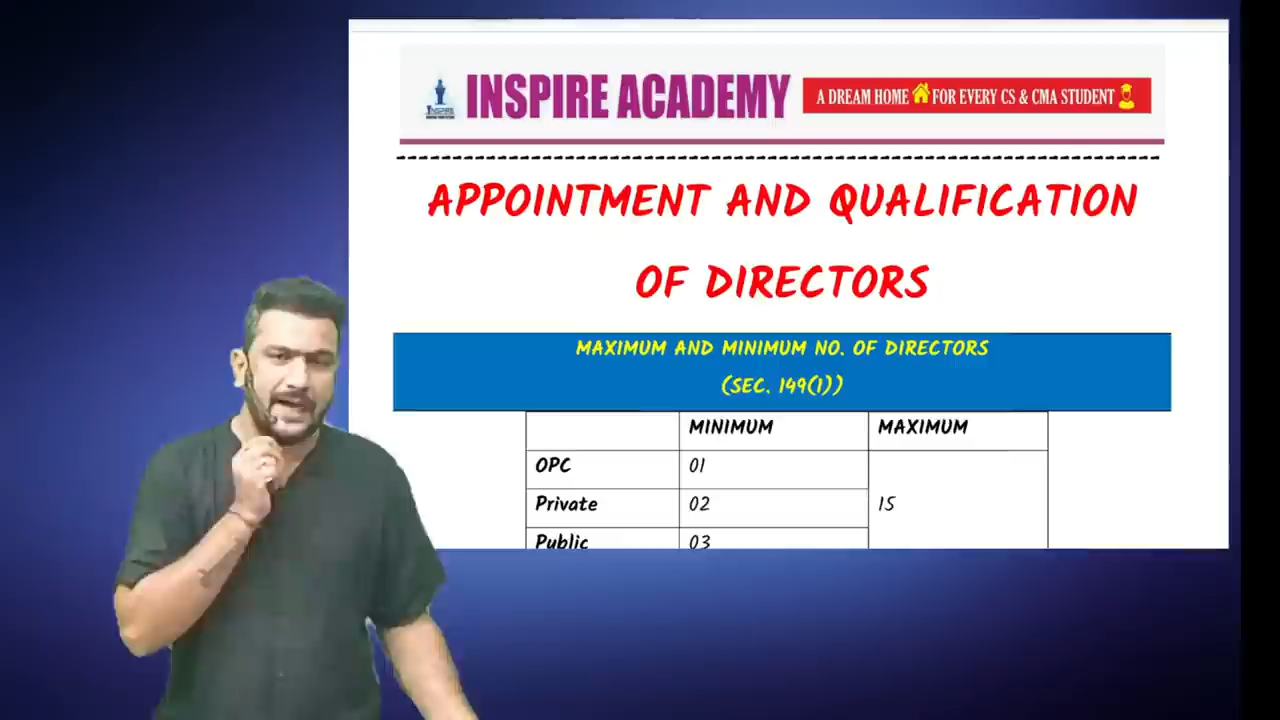 INSPIRE
INSPIRE ACADEMY
A DREAM HOME FOR EVERY CS & CMA STUDENT
APPOINTMENT AND QUALIFICATION
OF DIRECTORS
MAXIMUM AND MINIMUM NO. OF DIRECTORS
(SEC. 149(1))
MINIMUM MAXIMUM
OPC 01
Private 02 15
Public 03